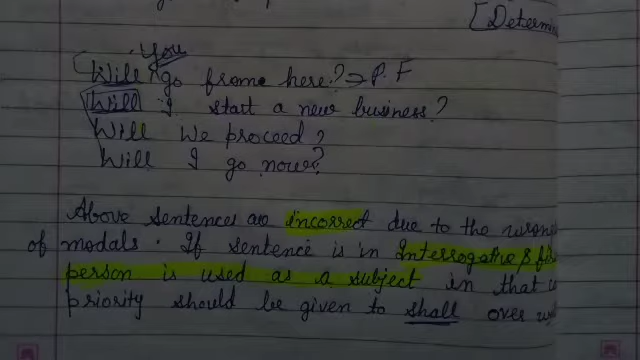 [Determin
You
Will go frome here? ⇒ P.F
Will I start a new business?
Will We proceed?
Will I go now?
Above sentences are incorrect due to the wrong
of modals. If sentence is in Interrogative &
person is used as a subject in that
priority should be given to shall over